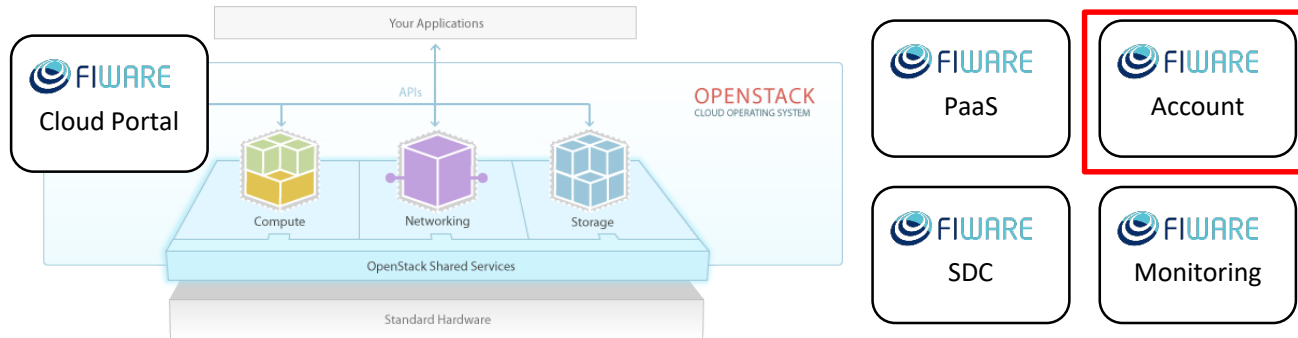 Your Applications
FIWARE
Cloud Portal
APIs
OPENSTACK
CLOUD OPERATING SYSTEM
Compute
Networking
Storage
OpenStack Shared Services
Standard Hardware
FIWARE
PaaS
FIWARE
Account
FIWARE
SDC
FIWARE
Monitoring